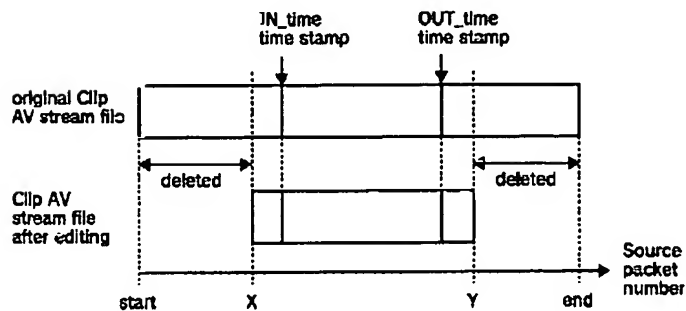 IN_time
time stamp
OUT_time
time stamp
original Clip
AV stream file
deleted
deleted
Clip AV
stream file
after editing
Source
packet
number
start
X
Y
end